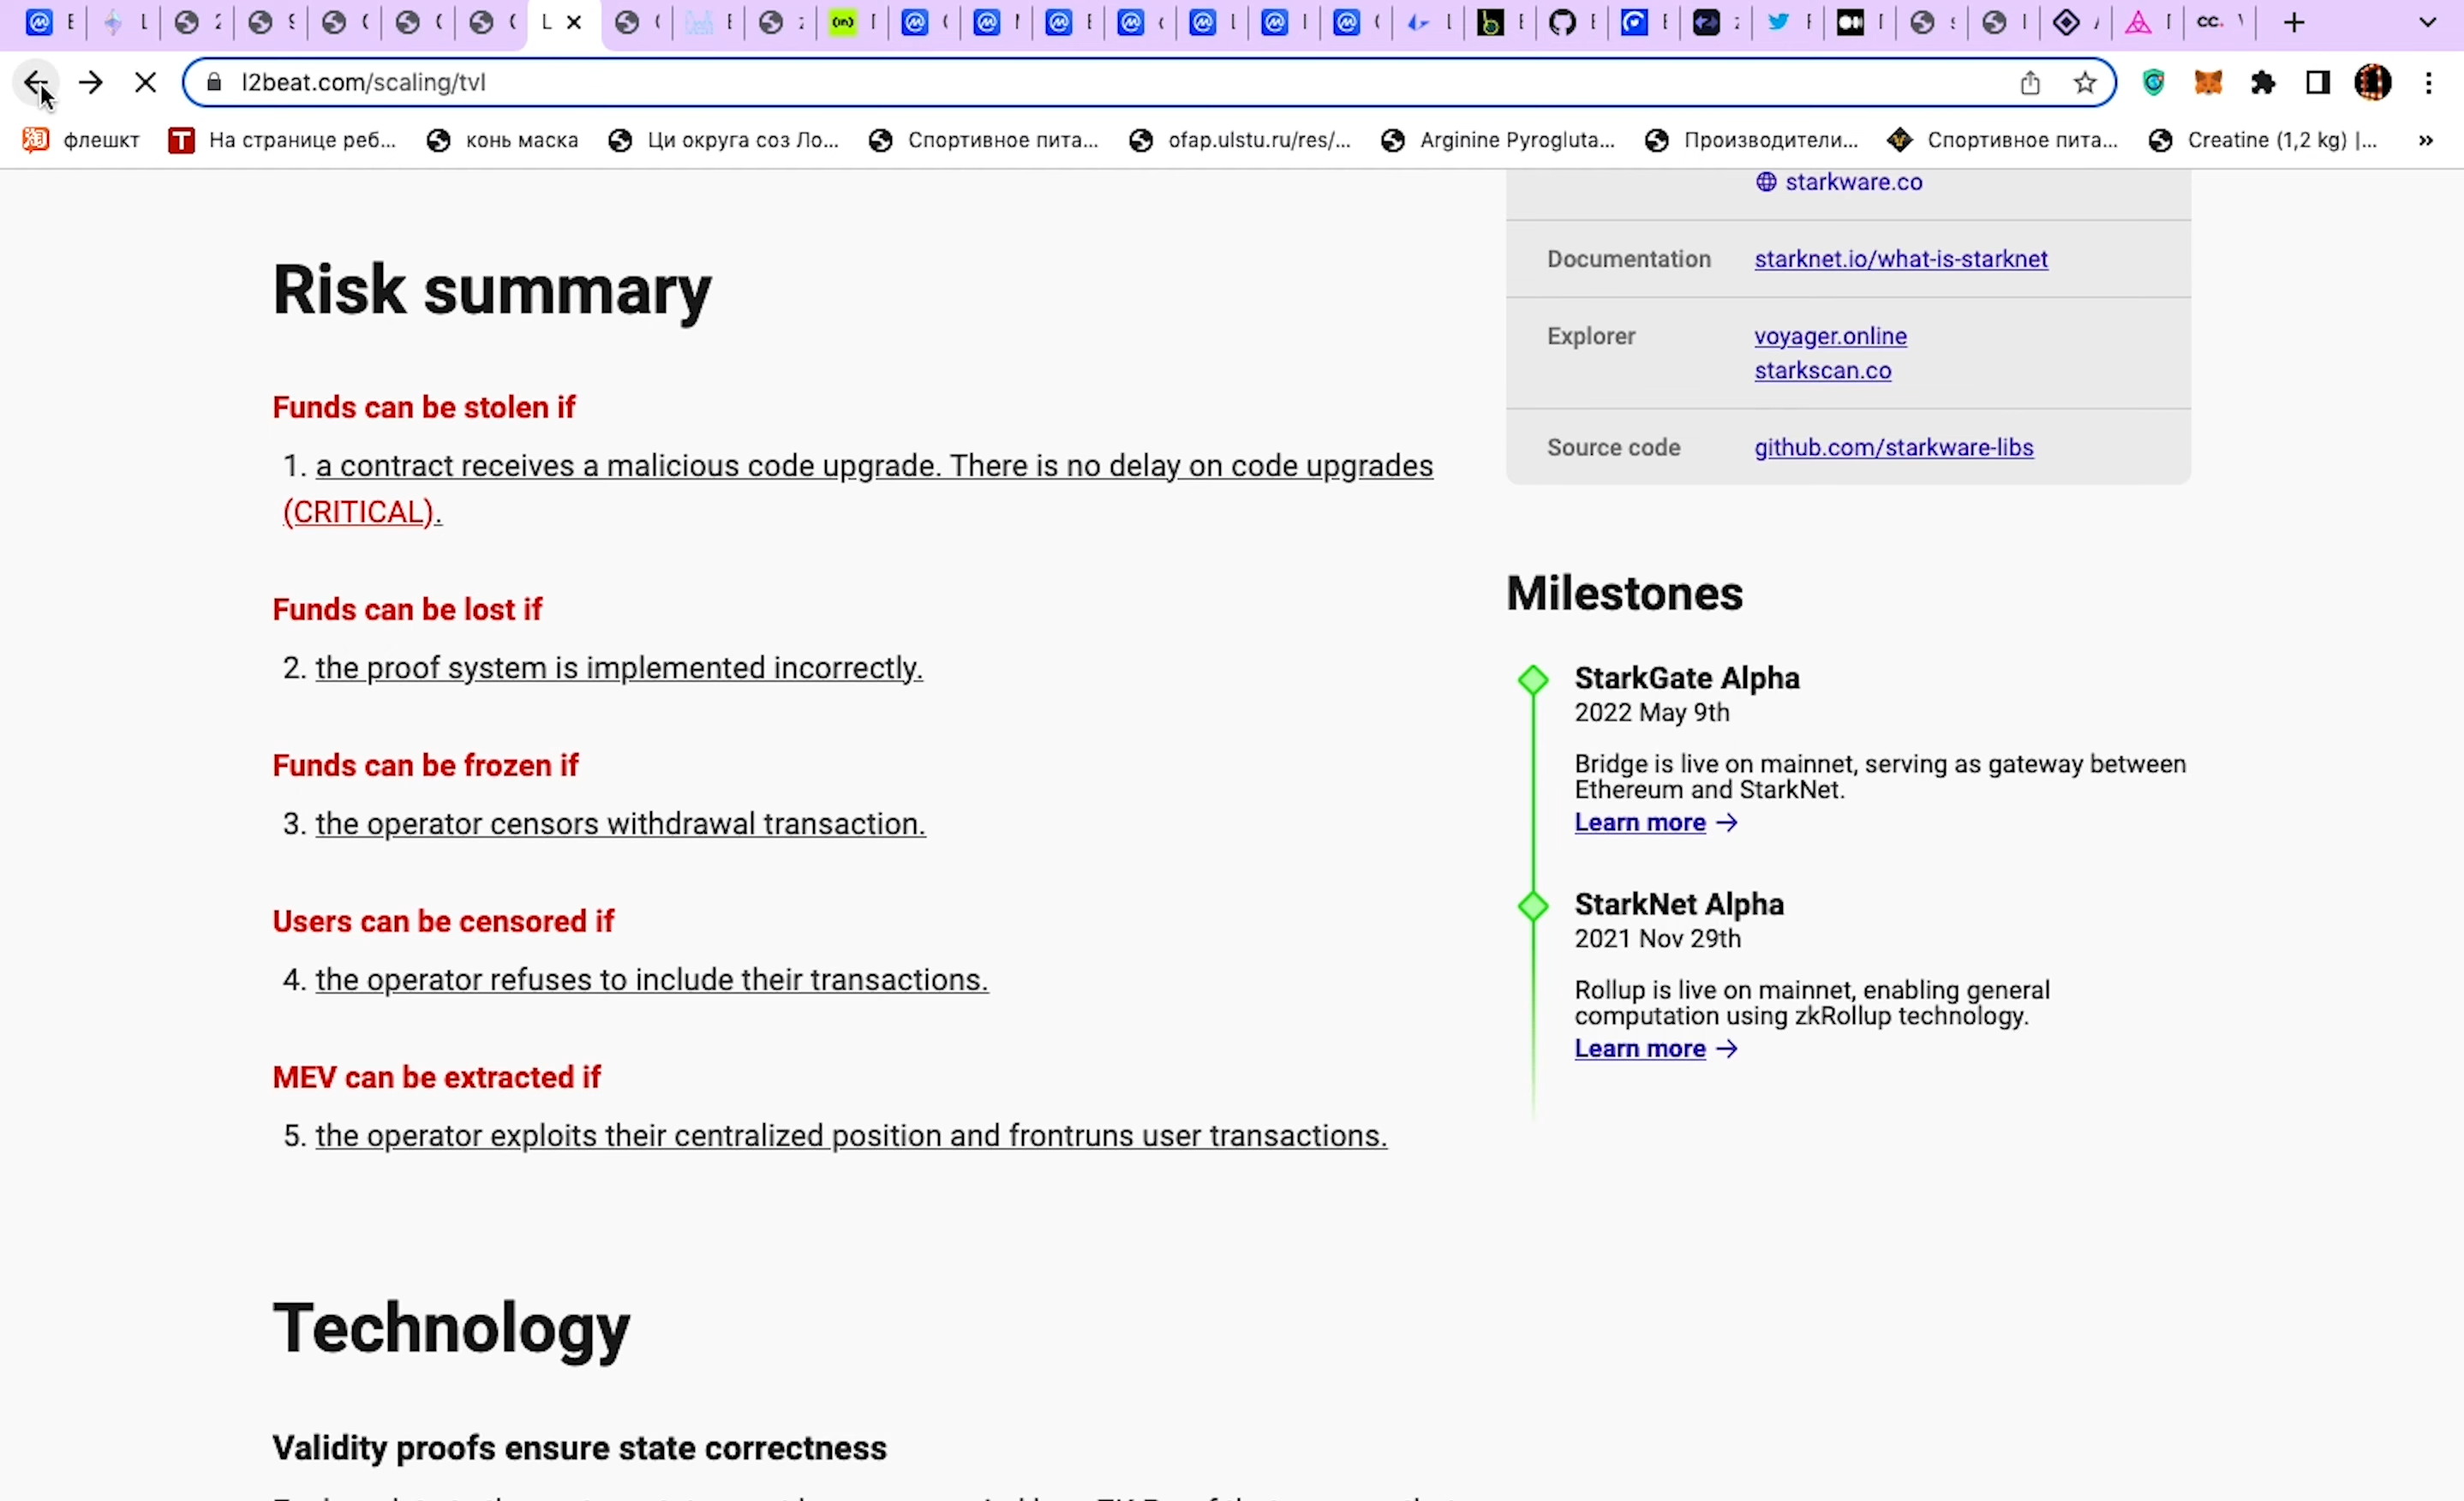 l2beat.com/scaling/tvl
флешкт
На странице реб...
конь маска
Ци округа соз Ло...
Спортивное пита...
ofap.ulstu.ru/res/...
Arginine Pyrogluta...
Производители...
Спортивное пита...
Creatine (1,2 kg) |...
»
starkware.co
Risk summary
Documentation starknet.io/what-is-starknet
Explorer voyager.online
starkscan.co
Funds can be stolen if
1. a contract receives a malicious code upgrade. There is no delay on code upgrades
(CRITICAL).
Source code github.com/starkware-libs
Funds can be lost if
2. the proof system is implemented incorrectly.
Funds can be frozen if
3. the operator censors withdrawal transaction.
Users can be censored if
4. the operator refuses to include their transactions.
MEV can be extracted if
5. the operator exploits their centralized position and frontruns user transactions.
Milestones
StarkGate Alpha
2022 May 9th
Bridge is live on mainnet, serving as gateway between
Ethereum and StarkNet.
Learn more →
StarkNet Alpha
2021 Nov 29th
Rollup is live on mainnet, enabling general
computation using zkRollup technology.
Learn more →
Technology
Validity proofs ensure state correctness